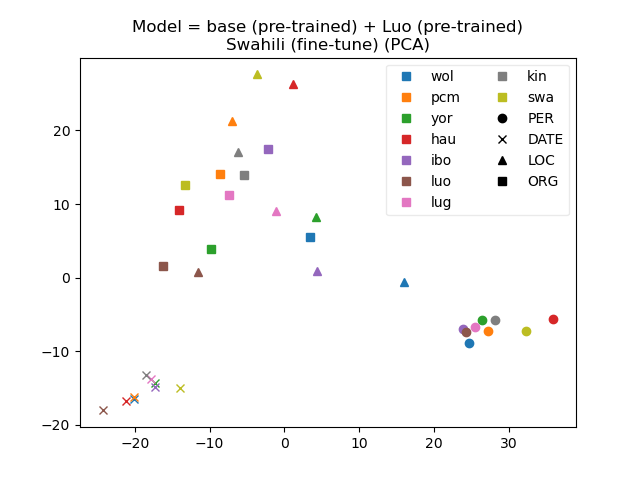 Model = base (pre-trained) + Luo (pre-trained)
Swahili (fine-tune) (PCA)
wol kin
pcm swa
yor PER
hau DATE
ibo LOC
luo ORG
lug
20
10
0
−10
−20
−20 −10 0 10 20 30